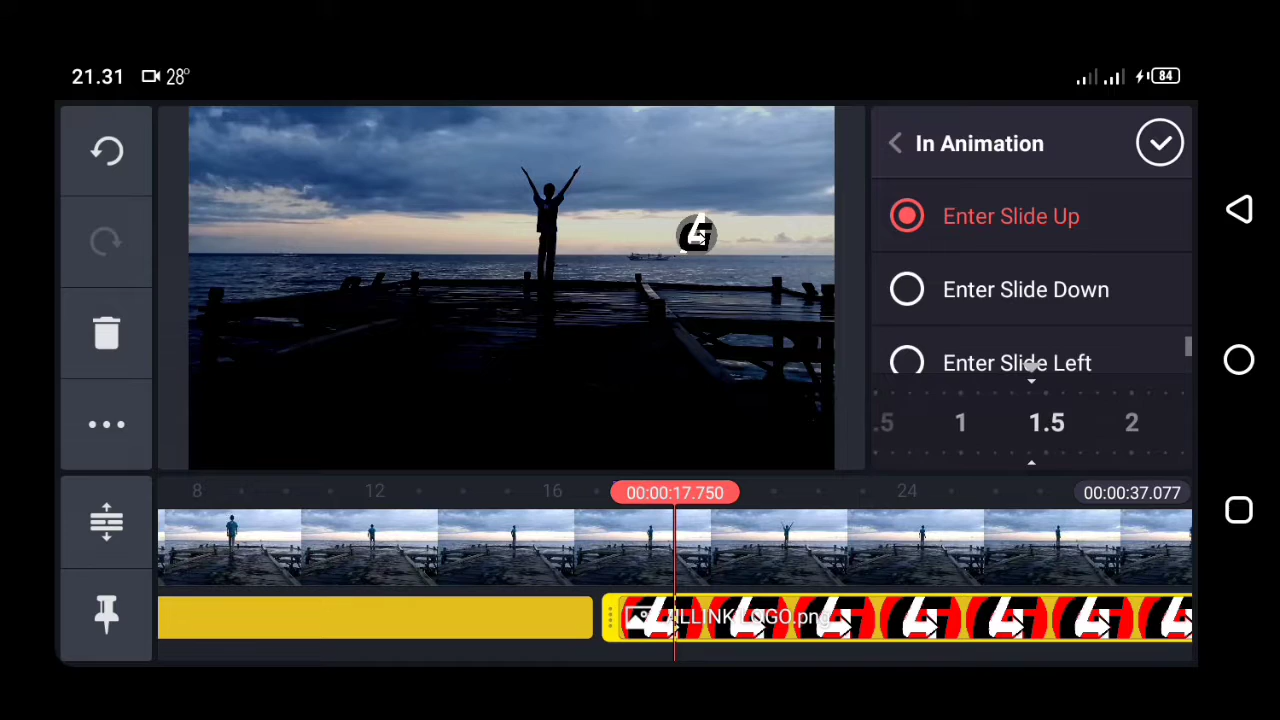 21.31 28°
84
In Animation
Enter Slide Up
Enter Slide Down
Enter Slide Left
.5 1 1.5 2
8 12 16 00:00:17.750 24 00:00:37.077
LOGO.png